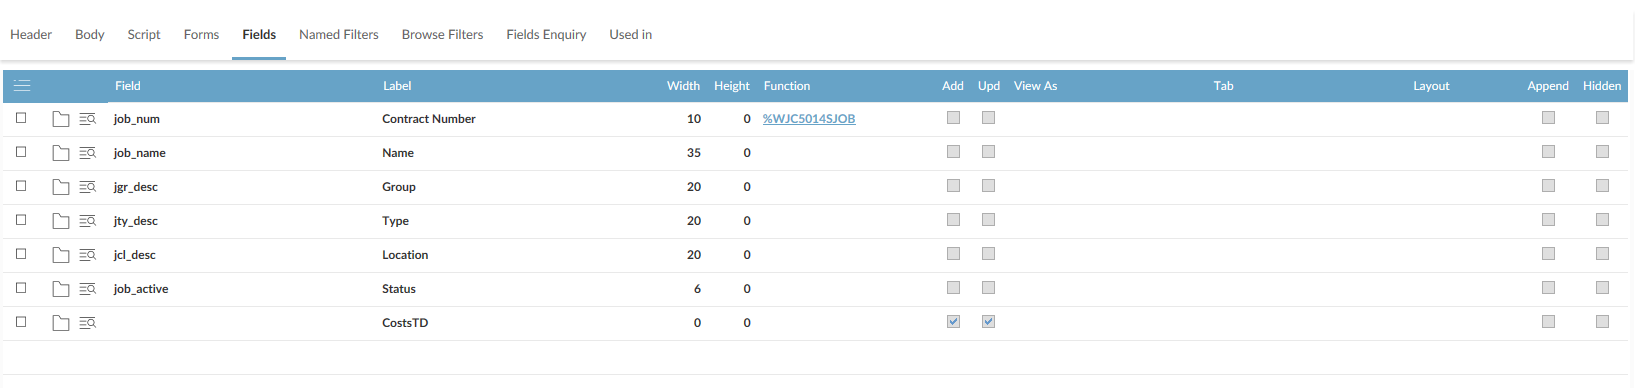 Header Body Script Forms Fields Named Filters Browse Filters Fields Enquiry Used in
Field Label Width Height Function Add Upd View As Tab Layout Append Hidden
job_num Contract Number 10 0 %WJC5014SJOB
job_name Name 35 0
jgr_desc Group 20 0
jty_desc Type 20 0
jcl_desc Location 20 0
job_active Status 6 0
CostsTD 0 0